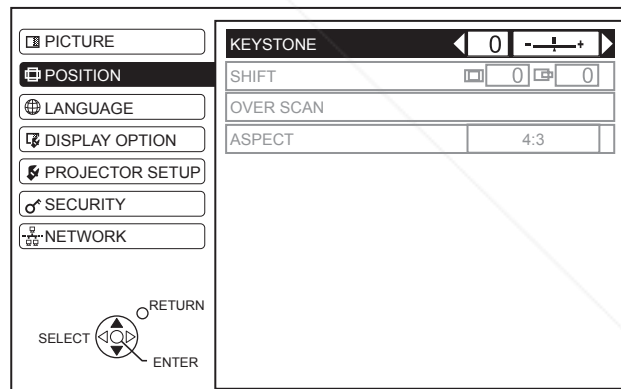 PICTURE
POSITION
LANGUAGE
DISPLAY OPTION
PROJECTOR SETUP
SECURITY
NETWORK
RETURN
SELECT
ENTER
KEYSTONE 0 - +
SHIFT 0 0
OVER SCAN
ASPECT 4:3